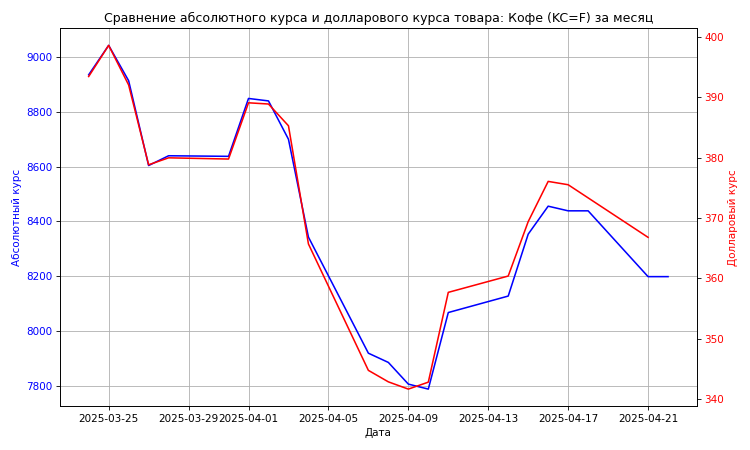 Сравнение абсолютного курса и долларового курса товара: Кофе (KC=F) за месяц
Абсолютный курс
9000
8800
8600
8400
8200
8000
7800
400
390
380
370
360
350
340
Долларовый курс
2025-03-25 2025-03-29 2025-04-01 2025-04-05 2025-04-09 2025-04-13 2025-04-17 2025-04-21
Дата